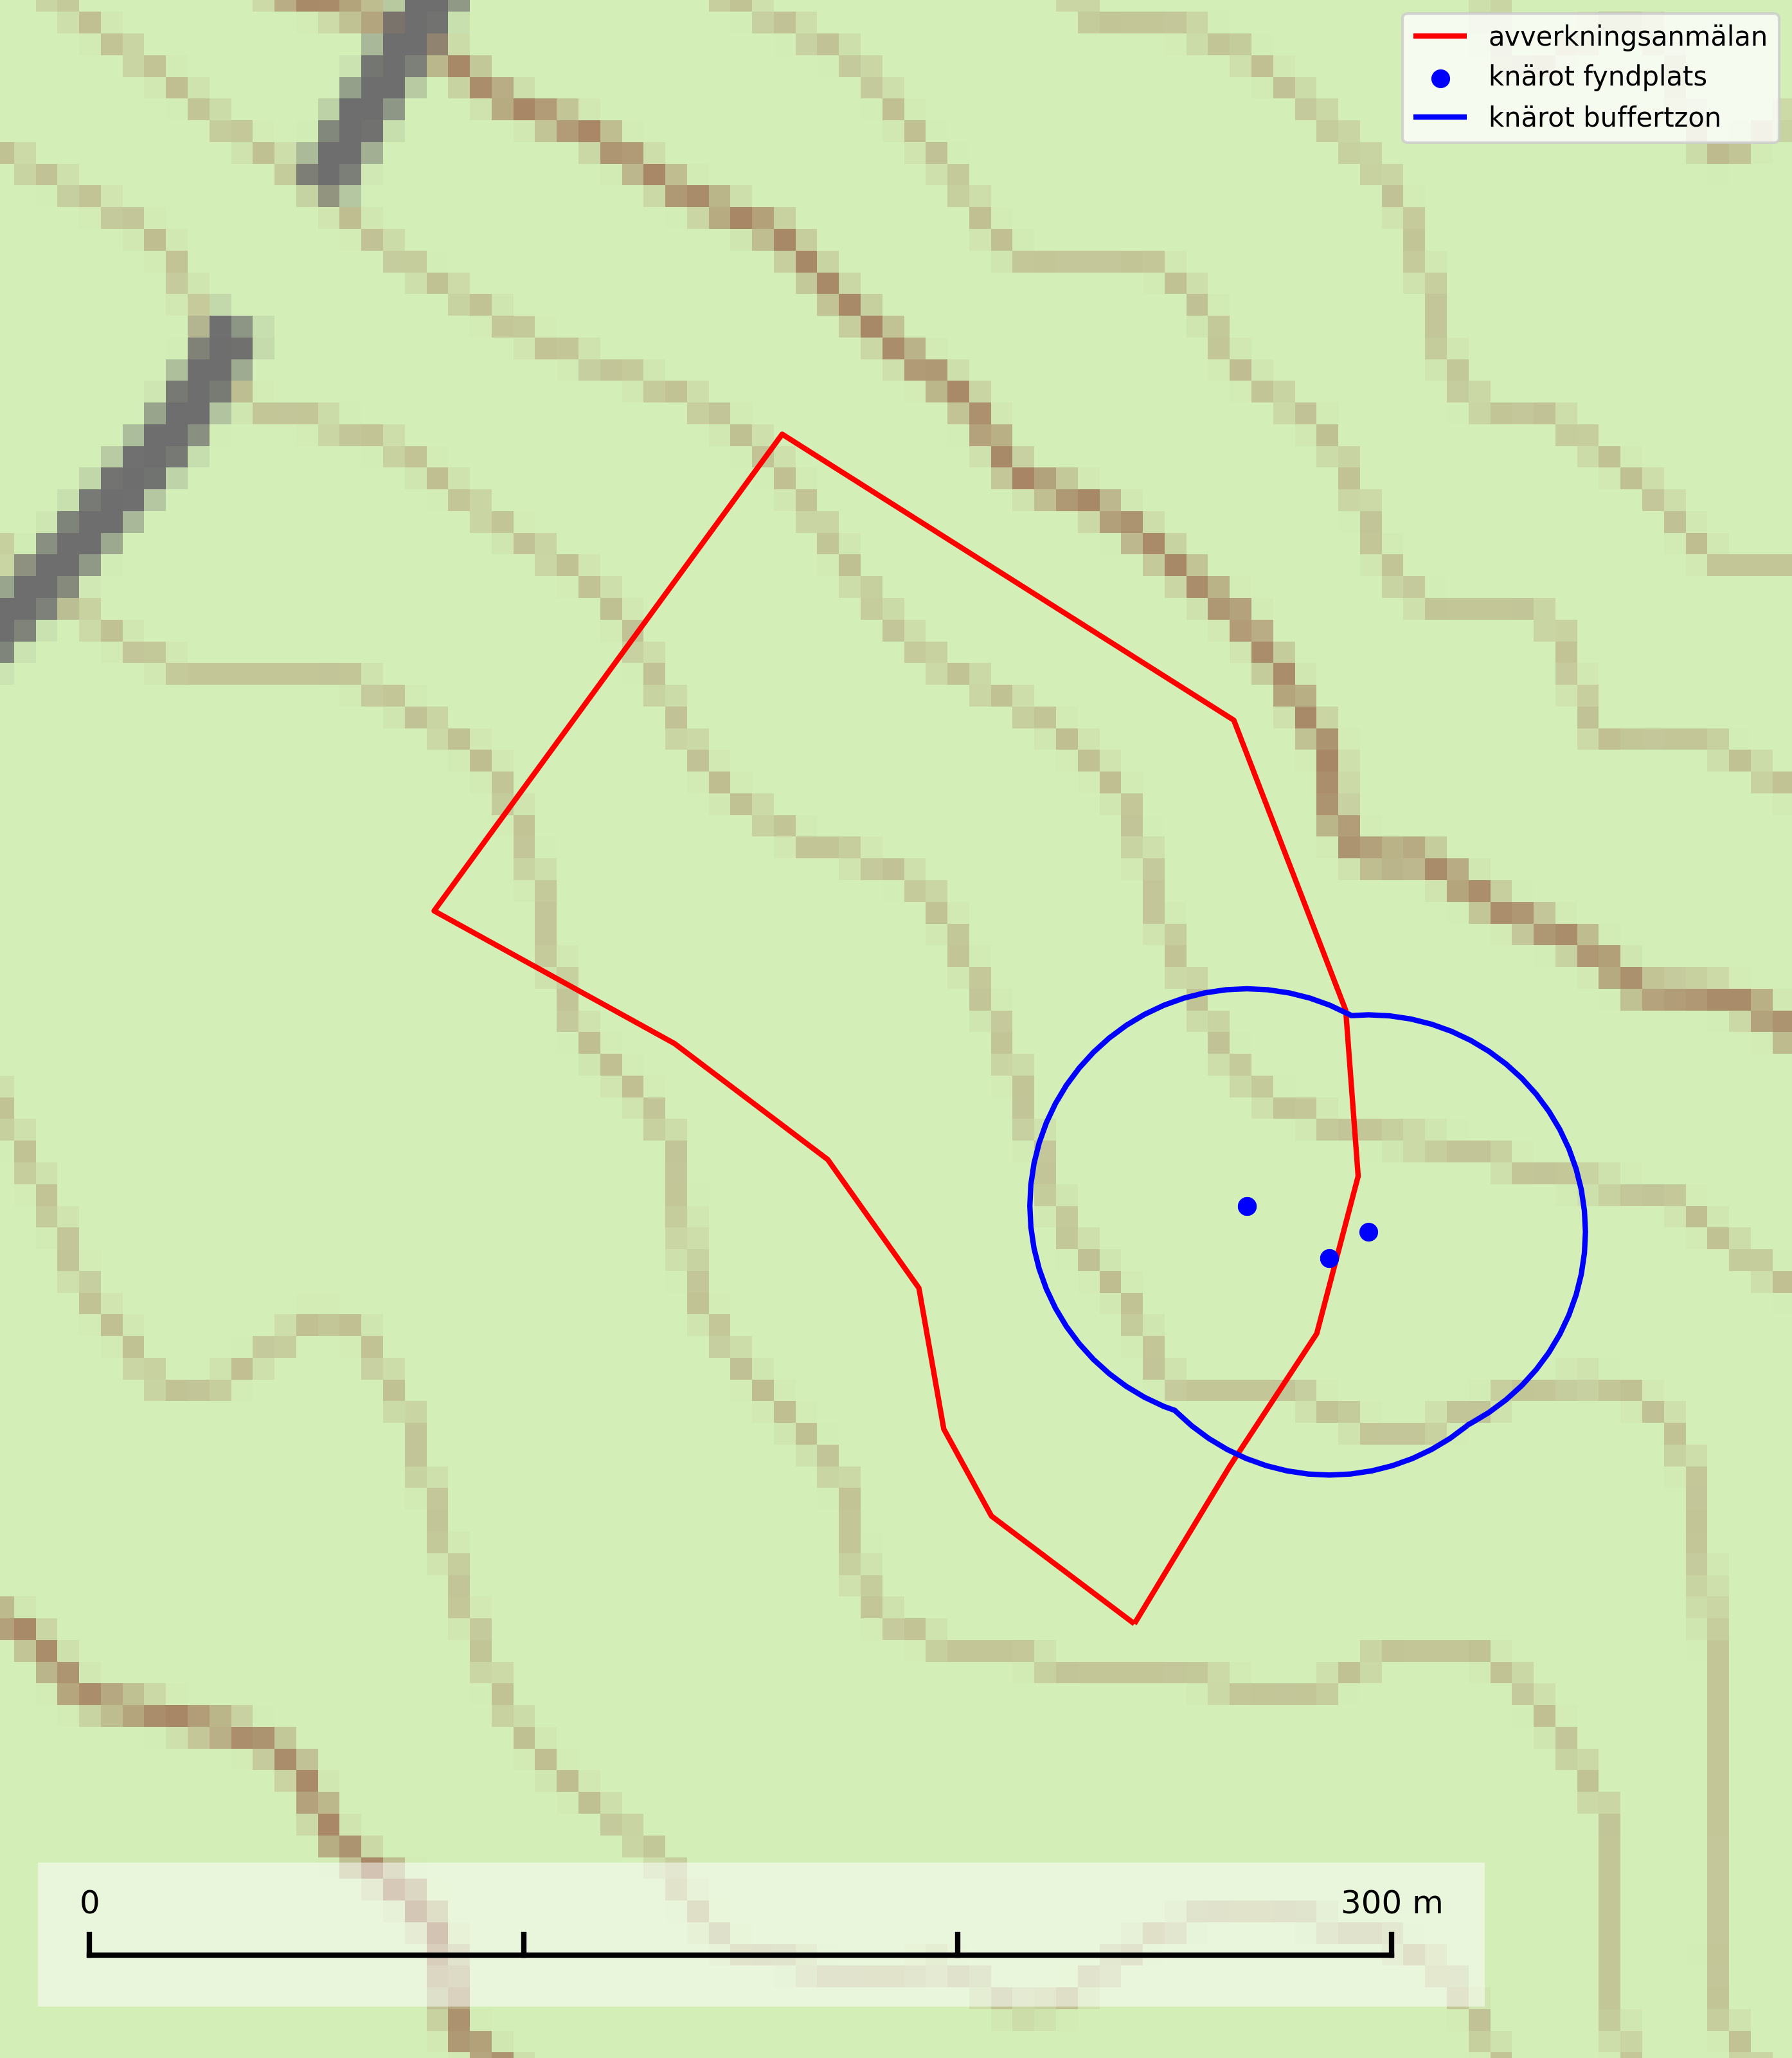 avverkningsanmälan
knärot fyndplats
knärot buffertzon
0 300 m